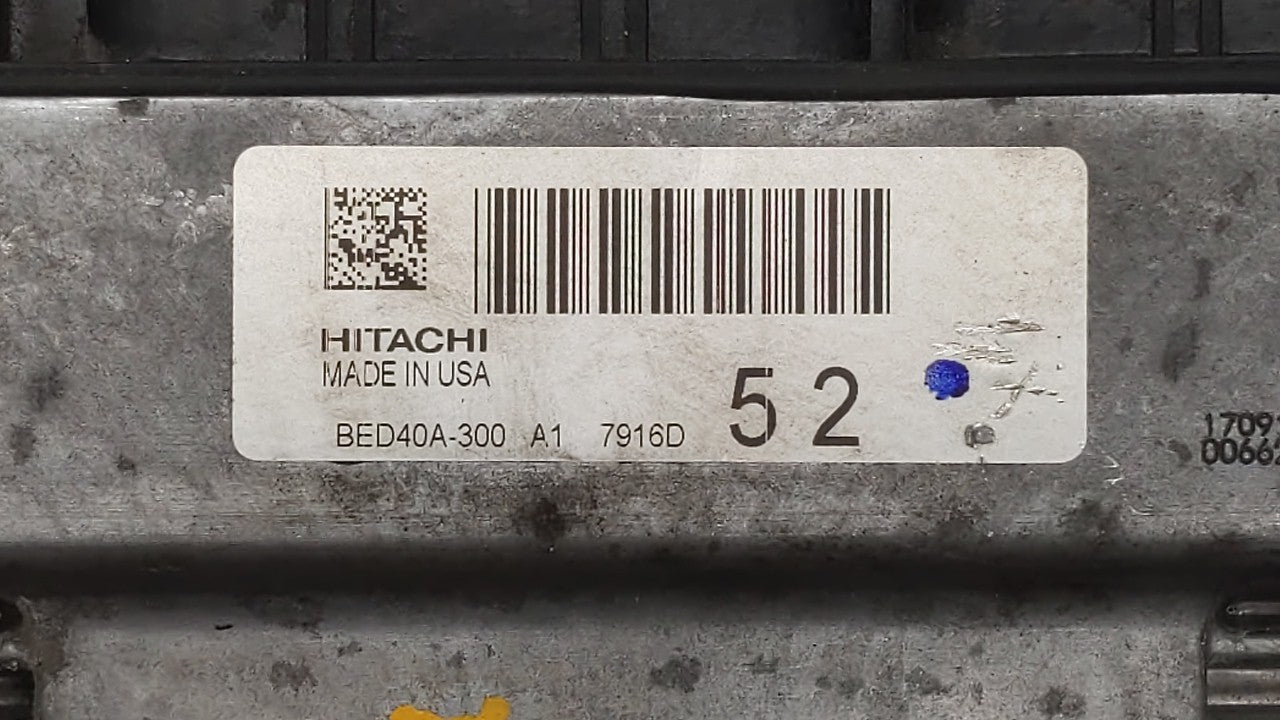 HITACHI
MADE IN USA
BED40A-300 A1 7916D
52